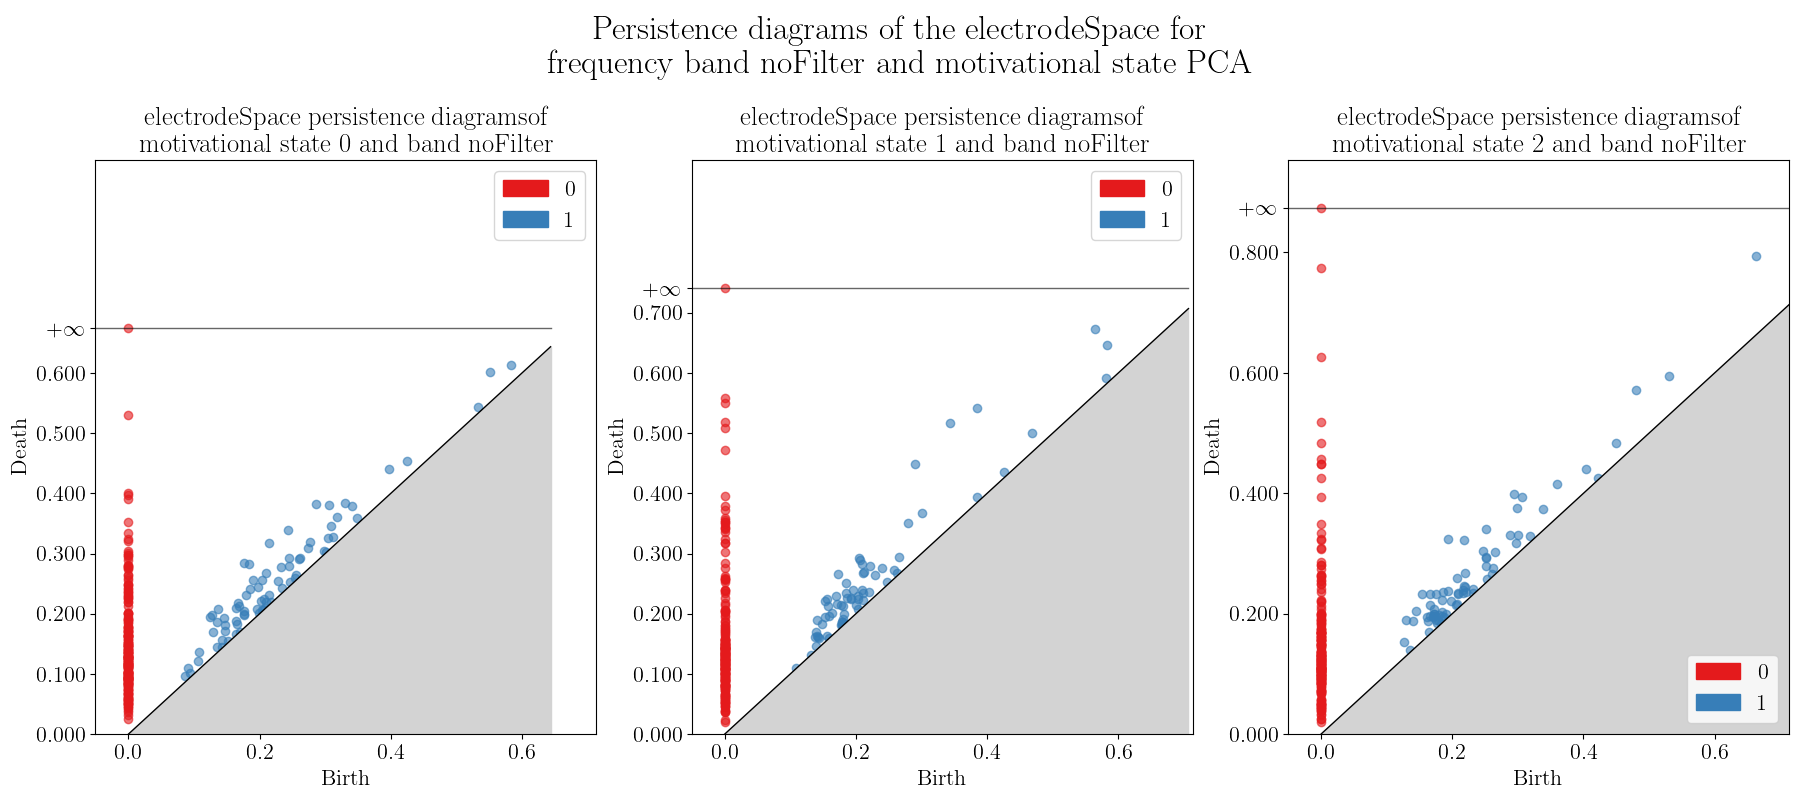 Persistence diagrams of the electrodeSpace for
frequency band noFilter and motivational state PCA
electrodeSpace persistence diagramsof
motivational state 0 and band noFilter
0
1
+∞
0.600
0.500
0.400
0.300
0.200
0.100
0.000
Death
0.0 0.2 0.4 0.6
Birth
electrodeSpace persistence diagramsof
motivational state 1 and band noFilter
0
1
+∞
0.700
0.600
0.500
0.400
0.300
0.200
0.100
0.000
Death
0.0 0.2 0.4 0.6
Birth
electrodeSpace persistence diagramsof
motivational state 2 and band noFilter
+∞
0.800
0.600
0.400
0.200
0.000
Death
0
1
0.0 0.2 0.4 0.6
Birth